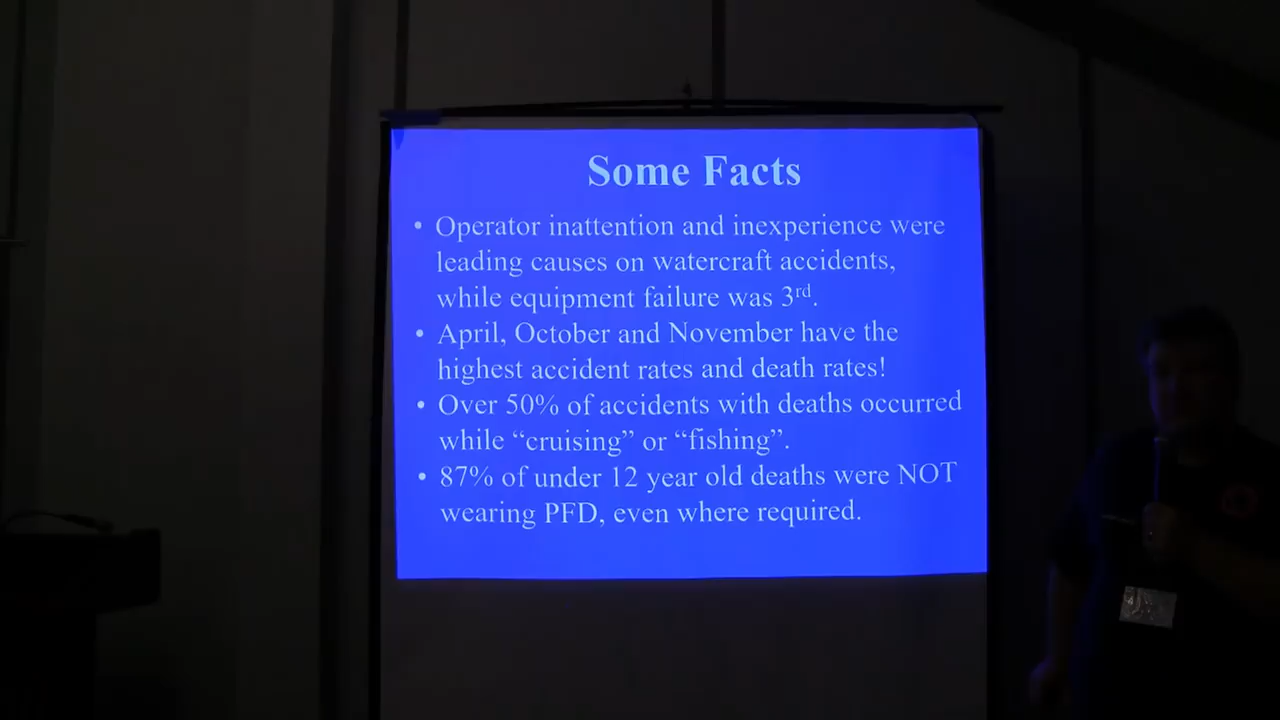 Some Facts
• Operator inattention and inexperience were
leading causes on watercraft accidents,
while equipment failure was 3rd.
• April, October and November have the
highest accident rates and death rates!
• Over 50% of accidents with deaths occurred
while “cruising” or “fishing”.
• 87% of under 12 year old deaths were NOT
wearing PFD, even where required.